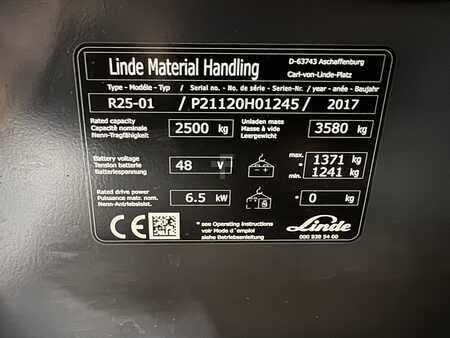 Linde Material Handling
D-63743 Aschaffenburg
Carl-von-Linde-Platz
Type - Modèle - Typ / Serial no. - No. de série - Serien-Nr. / year - année - Baujahr
R25-01 / P21120H01245 / 2017
Rated capacity
Capacité nominale
Nenn-Tragfähigkeit
2500 kg
Unladen mass
Masse à vide
Leergewicht
3580 kg
Battery voltage
Tension batterie
Batteriespannung
48 V
max. = 1371 kg
min. = 1241 kg
Rated drive power
Puissance mot. nom.
Nenn-Antriebsleist.
6.5 kW
* = 0 kg
CE
* see Operating instructions
voir Mode d'emploi
siehe Betriebsanleitung
Linde
000 938 54 00